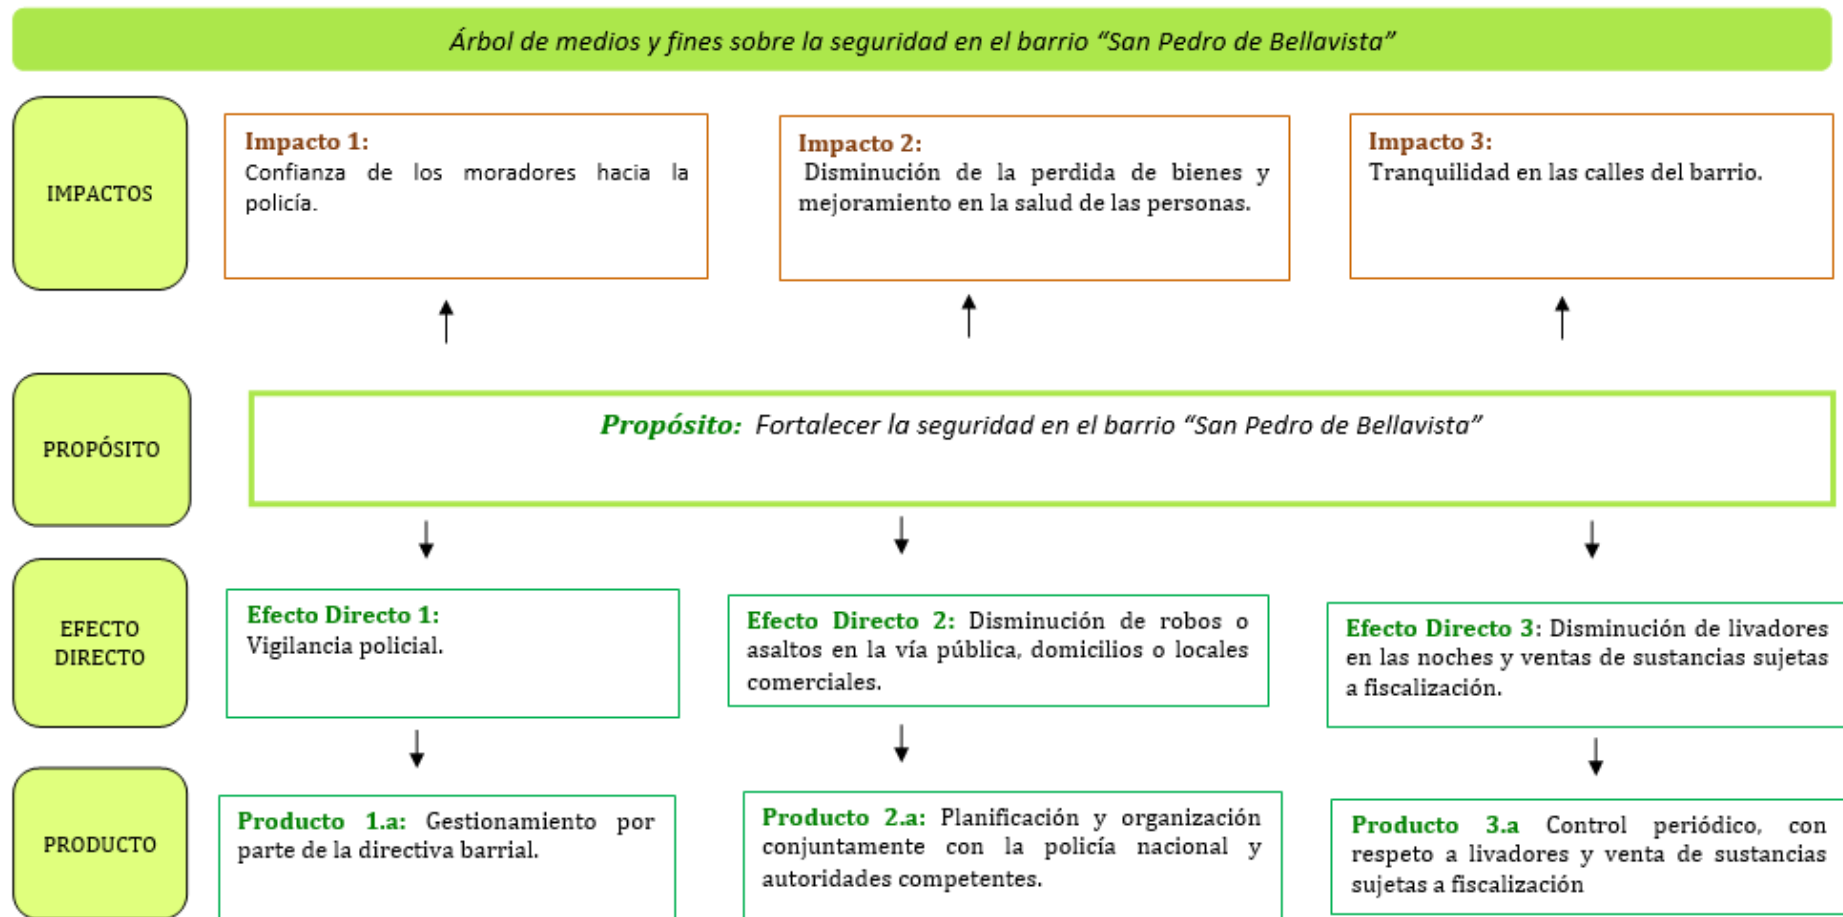 Árbol de medios y fines sobre la seguridad en el barrio “San Pedro de Bellavista”
IMPACTOS
Impacto 1:
Confianza de los moradores hacia la
policía.
Impacto 2:
Disminución de la perdida de bienes y
mejoramiento en la salud de las personas.
Impacto 3:
Tranquilidad en las calles del barrio.
PROPÓSITO
Propósito: Fortalecer la seguridad en el barrio “San Pedro de Bellavista”
EFECTO
DIRECTO
Efecto Directo 1:
Vigilancia policial.
Efecto Directo 2: Disminución de robos o
asaltos en la vía pública, domicilios o locales
comerciales.
Efecto Directo 3: Disminución de livadores
en las noches y ventas de sustancias sujetas
a fiscalización.
PRODUCTO
Producto 1.a: Gestionamiento por
parte de la directiva barrial.
Producto 2.a: Planificación y organización
conjuntamente con la policía nacional y
autoridades competentes.
Producto 3.a Control periódico, con
respeto a livadores y venta de sustancias
sujetas a fiscalización